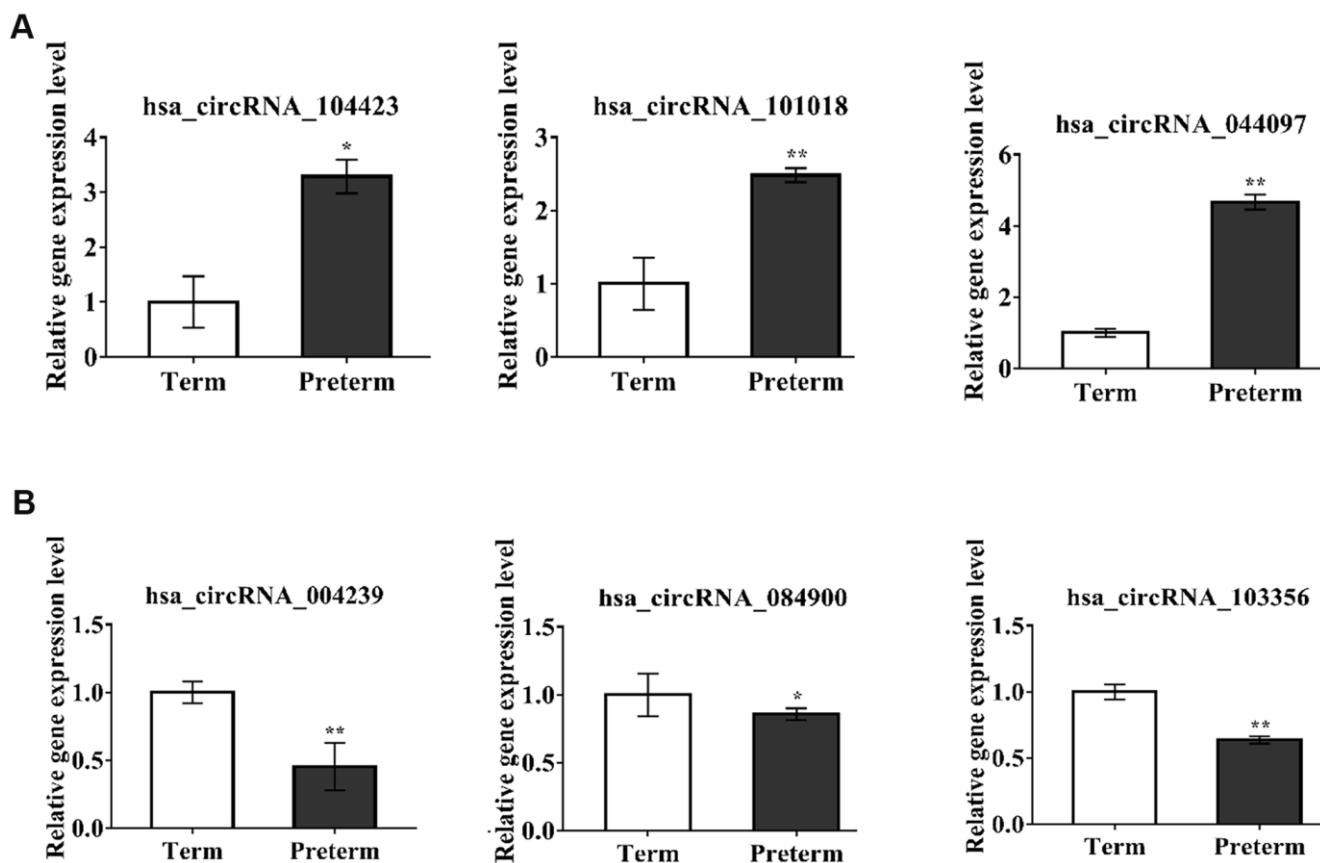 A
hsa_circRNA_104423
Relative gene expression level
4
3
2
1
0
*
Term Preterm
hsa_circRNA_101018
Relative gene expression level
3
2
1
0
**
Term Preterm
hsa_circRNA_044097
Relative gene expression level
6
4
2
0
**
Term Preterm
B
hsa_circRNA_004239
Relative gene expression level
1.5
1.0
0.5
0.0
**
Term Preterm
hsa_circRNA_084900
Relative gene expression level
1.5
1.0
0.5
0.0
*
Term Preterm
hsa_circRNA_103356
Relative gene expression level
1.5
1.0
0.5
0.0
**
Term Preterm